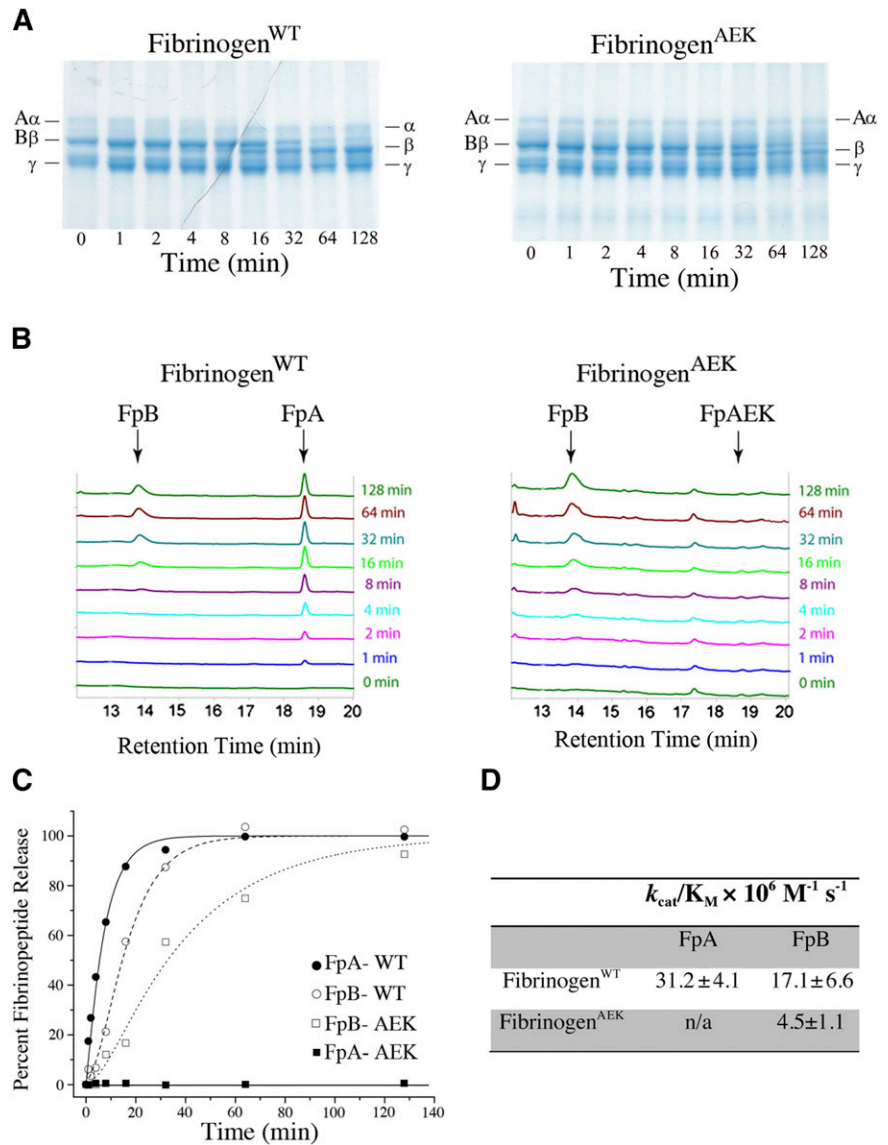 A
Fibrinogen^WT
Fibrinogen^AEK
Aα
Bβ
γ
α
β
γ
Aα
Bβ
γ
Aα
β
γ
0 1 2 4 8 16 32 64 128
Time (min)
0 1 2 4 8 16 32 64 128
Time (min)
B
Fibrinogen^WT
Fibrinogen^AEK
FpB FpA
FpB FpAEK
128 min
64 min
32 min
16 min
8 min
4 min
2 min
1 min
0 min
13 14 15 16 17 18 19 20
Retention Time (min)
128 min
64 min
32 min
16 min
8 min
4 min
2 min
1 min
0 min
13 14 15 16 17 18 19 20
Retention Time (min)
C
Percent Fibrinopeptide Release
100
80
60
40
20
0
FpA- WT
FpB- WT
FpB- AEK
FpA- AEK
0 20 40 60 80 100 120 140
Time (min)
D
k_cat/K_M × 10^6 M^-1 s^-1
FpA FpB
Fibrinogen^WT 31.2±4.1 17.1±6.6
Fibrinogen^AEK n/a 4.5±1.1